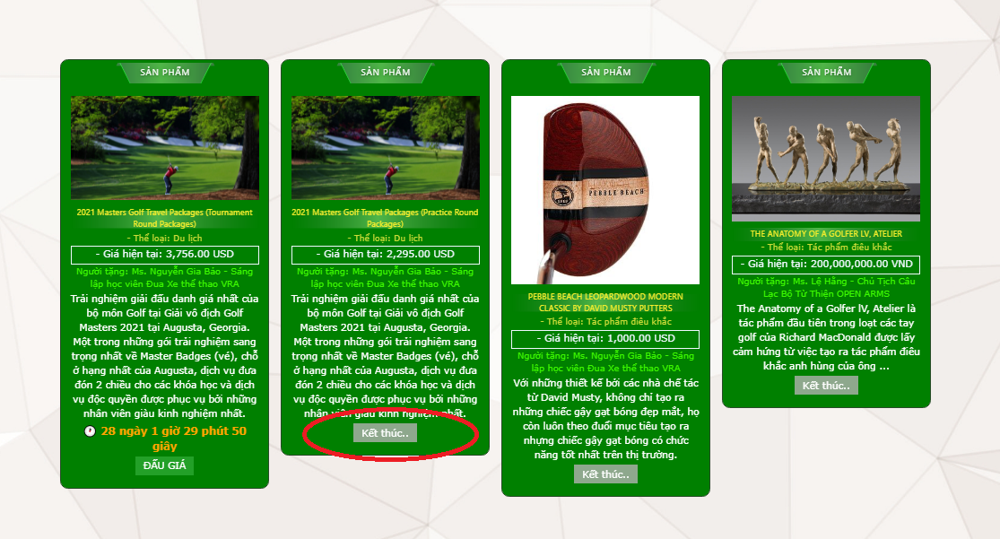 SẢN PHẨM
2021 Masters Golf Travel Packages (Tournament
Round Packages)
- Thể loại: Du lịch
- Giá hiện tại: 3,756.00 USD
Người tặng: Ms. Nguyễn Gia Bảo - Sáng
lập học viên Đua Xe thể thao VRA
Trải nghiệm giải đấu danh giá nhất của
bộ môn Golf tại Giải vô địch Golf
Masters 2021 tại Augusta, Georgia.
Một trong những gói trải nghiệm sang
trọng nhất về Master Badges (vé), chỗ
ở hạng nhất của Augusta, dịch vụ đưa
đón 2 chiều cho các khóa học và dịch
vụ độc quyền được phục vụ bởi những
nhân viên giàu kinh nghiệm nhất.
28 ngày 1 giờ 29 phút 50
giây
ĐẤU GIÁ
SẢN PHẨM
2021 Masters Golf Travel Packages (Practice Round
Packages)
- Thể loại: Du lịch
- Giá hiện tại: 2,295.00 USD
Người tặng: Ms. Nguyễn Gia Bảo - Sáng
lập học viên Đua Xe thể thao VRA
Trải nghiệm giải đấu danh giá nhất của
bộ môn Golf tại Giải vô địch Golf
Masters 2021 tại Augusta, Georgia.
Một trong những gói trải nghiệm sang
trọng nhất về Master Badges (vé), chỗ
ở hạng nhất của Augusta, dịch vụ đưa
đón 2 chiều cho các khóa học và dịch
vụ độc quyền được phục vụ bởi những
nhân viên giàu kinh nghiệm nhất.
Kết thúc..
SẢN PHẨM
PEBBLE BEACH
PEBBLE BEACH LEOPARDWOOD MODERN
CLASSIC BY DAVID MUSTY PUTTERS
- Thể loại: Tác phẩm điêu khắc
- Giá hiện tại: 1,000.00 USD
Người tặng: Ms. Nguyễn Gia Bảo - Sáng
lập học viên Đua Xe thể thao VRA
Với những thiết kế bởi các nhà chế tác
từ David Musty, không chỉ tạo ra
những chiếc gậy gạt bóng đẹp mắt, họ
còn luôn theo đuổi mục tiêu tạo ra
nhưng chiếc gậy gạt bóng có chức
năng tốt nhất trên thị trường.
Kết thúc..
SẢN PHẨM
THE ANATOMY OF A GOLFER LV, ATELIER
- Thể loại: Tác phẩm điêu khắc
- Giá hiện tại: 200,000,000.00 VND
Người tặng: Ms. Lệ Hằng - Chủ Tịch Câu
Lạc Bộ Từ Thiện OPEN ARMS
The Anatomy of a Golfer lV, Atelier là
tác phẩm đầu tiên trong loạt các tay
golf của Richard MacDonald được lấy
cảm hứng từ việc tạo ra tác phẩm điêu
khắc anh hùng của ông ...
Kết thúc..